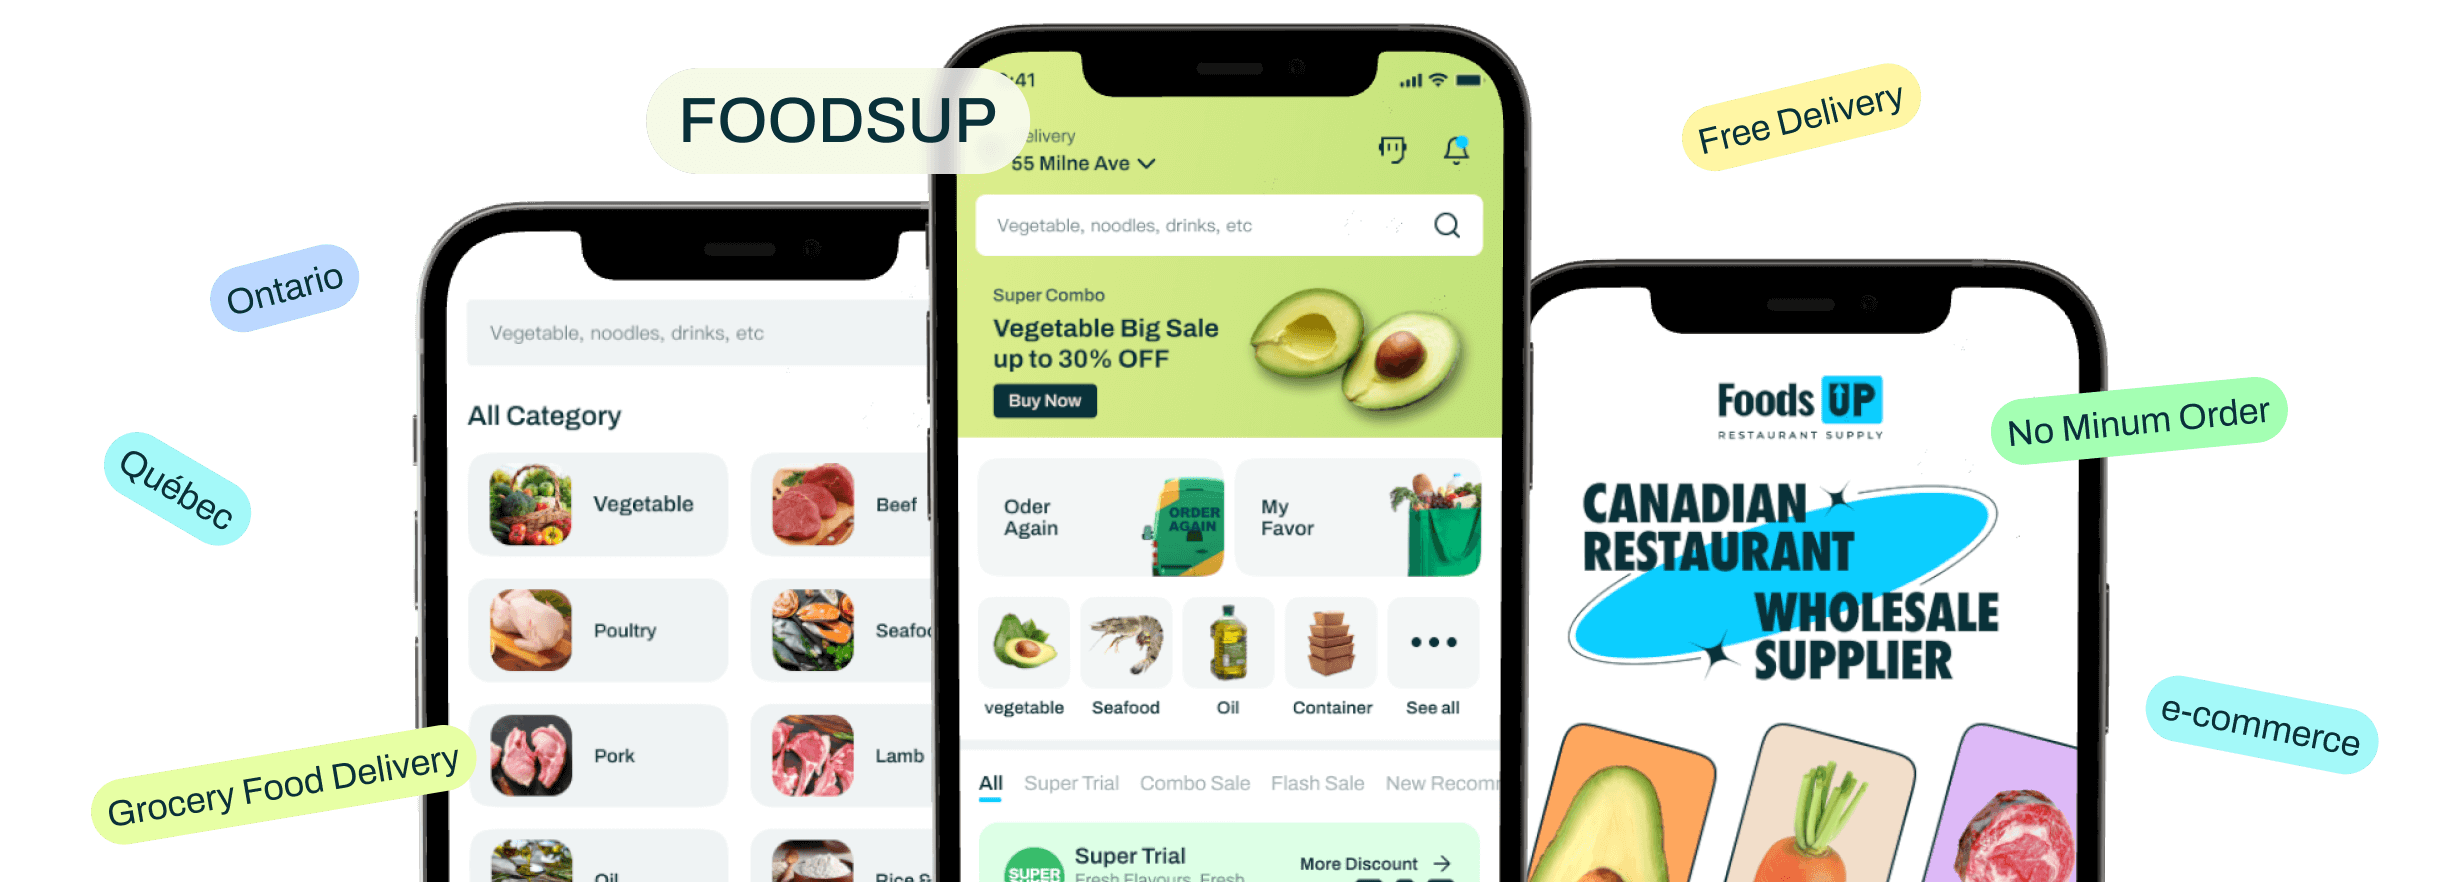 FOODSUP
Free Delivery
Ontario
Québec
Grocery Food Delivery
No Minum Order
e-commerce
Vegetable, noodles, drinks, etc
All Category
Vegetable
Beef
Poultry
Pork
Lamb
Oil
Rice &
:41
55 Milne Ave
Vegetable, noodles, drinks, etc
Super Combo
Vegetable Big Sale
up to 30% OFF
Buy Now
Oder
Again
ORDER
AGAIN
My
Favor
vegetable
Seafood
Oil
Container
See all
All Super Trial Combo Sale Flash Sale New
Super Trial
More Discount
Fresh Flavours, Fresh
SUPER
Foods UP
RESTAURANT SUPPLY
CANADIAN
RESTAURANT
WHOLESALE
SUPPLIER